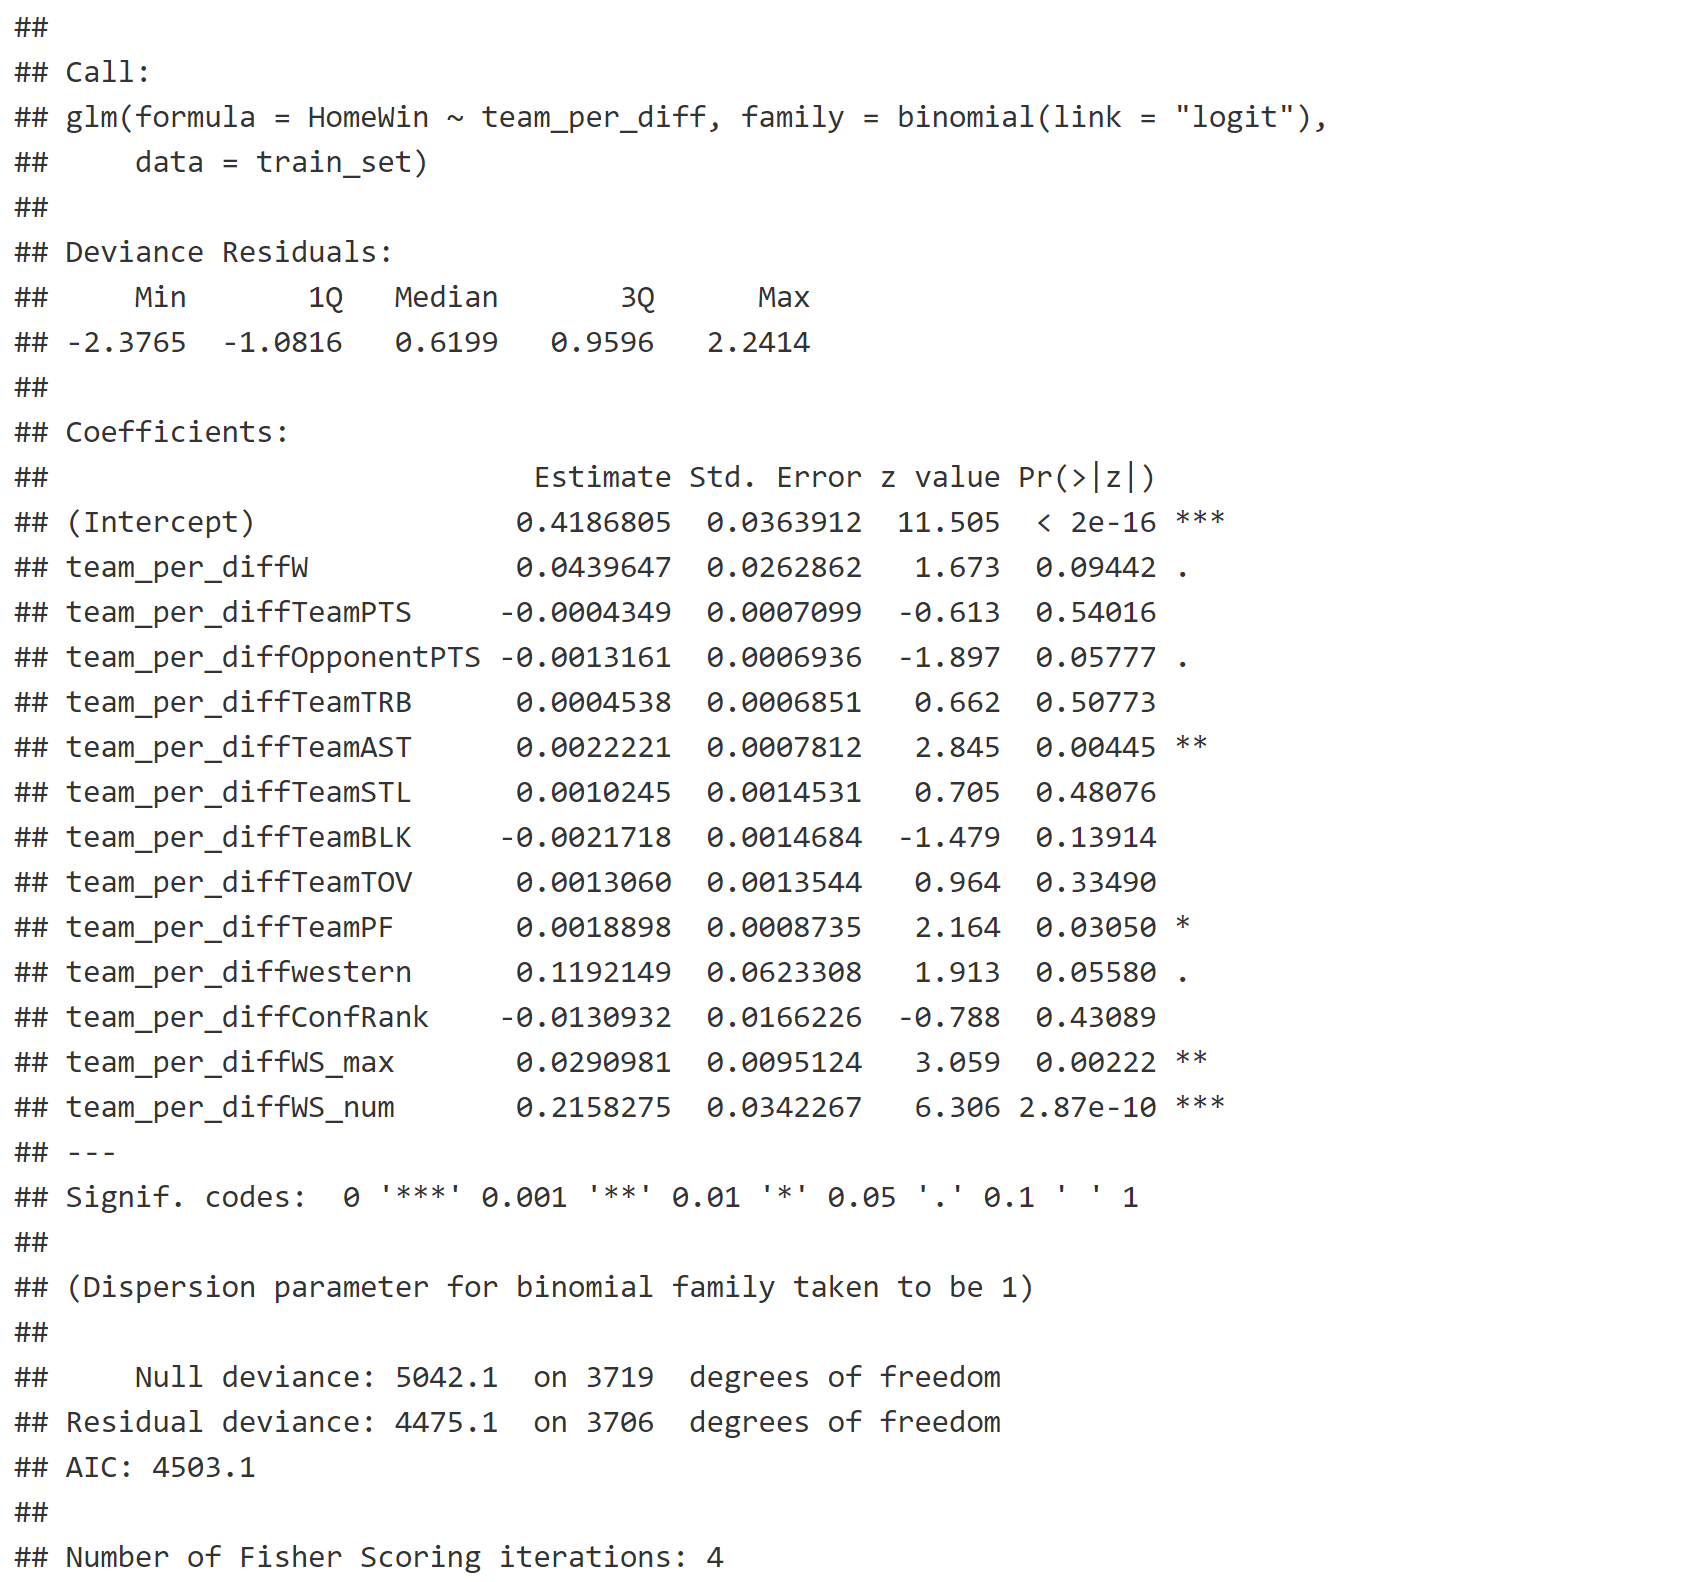 ##
## Call:
## glm(formula = HomeWin ~ team_per_diff, family = binomial(link = "logit"),
##     data = train_set)
##
## Deviance Residuals:
##     Min       1Q   Median       3Q      Max
## -2.3765  -1.0816   0.6199   0.9596   2.2414
##
## Coefficients:
##                            Estimate Std. Error z value Pr(>|z|)
## (Intercept)               0.4186805  0.0363912  11.505  < 2e-16 ***
## team_per_diffW            0.0439647  0.0262862   1.673  0.09442 .
## team_per_diffTeamPTS     -0.0004349  0.0007099  -0.613  0.54016
## team_per_diffOpponentPTS -0.0013161  0.0006936  -1.897  0.05777 .
## team_per_diffTeamTRB      0.0004538  0.0006851   0.662  0.50773
## team_per_diffTeamAST      0.0022221  0.0007812   2.845  0.00445 **
## team_per_diffTeamSTL      0.0010245  0.0014531   0.705  0.48076
## team_per_diffTeamBLK     -0.0021718  0.0014684  -1.479  0.13914
## team_per_diffTeamTOV      0.0013060  0.0013544   0.964  0.33490
## team_per_diffTeamPF       0.0018898  0.0008735   2.164  0.03050 *
## team_per_diffwestern      0.1192149  0.0623308   1.913  0.05580 .
## team_per_diffConfRank    -0.0130932  0.0166226  -0.788  0.43089
## team_per_diffWS_max       0.0290981  0.0095124   3.059  0.00222 **
## team_per_diffWS_num       0.2158275  0.0342267   6.306 2.87e-10 ***
## ---
## Signif. codes:  0 '***' 0.001 '**' 0.01 '*' 0.05 '.' 0.1 ' ' 1
##
## (Dispersion parameter for binomial family taken to be 1)
##
##     Null deviance: 5042.1  on 3719  degrees of freedom
## Residual deviance: 4475.1  on 3706  degrees of freedom
## AIC: 4503.1
##
## Number of Fisher Scoring iterations: 4